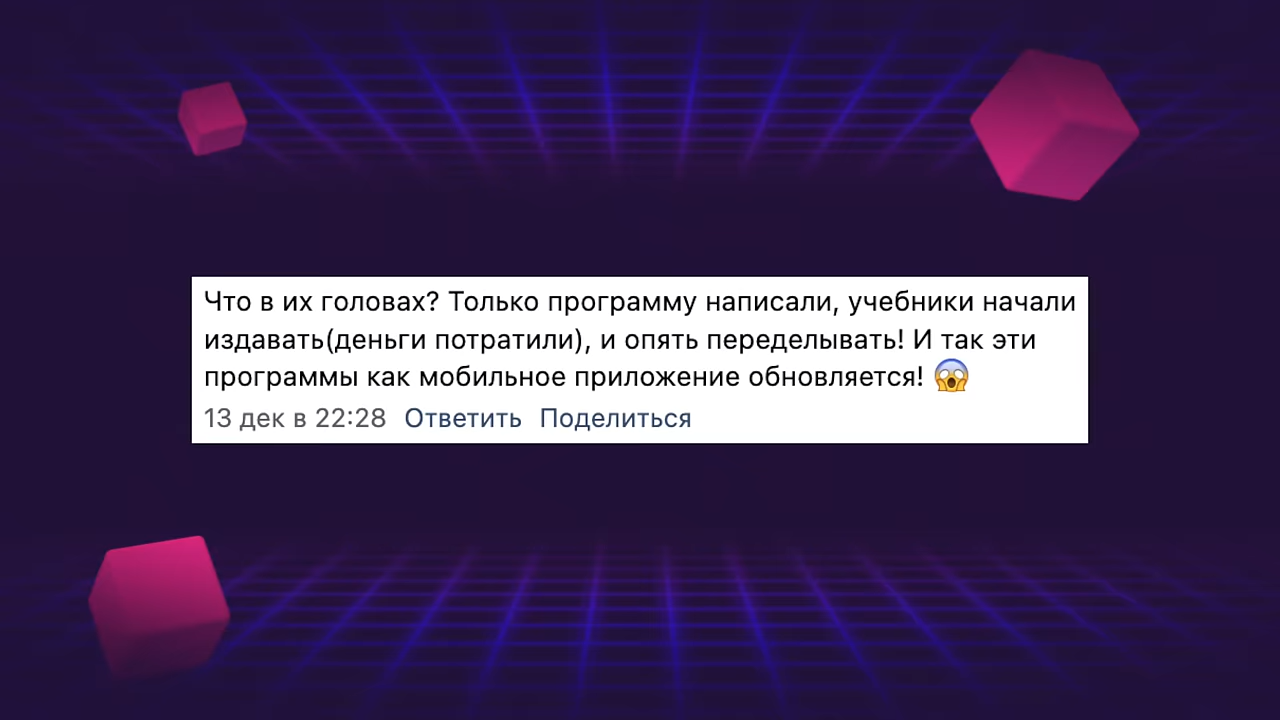 Что в их головах? Только программу написали, учебники начали
издавать(деньги потратили), и опять переделывать! И так эти
программы как мобильное приложение обновляется! 😱
13 дек в 22:28 Ответить Поделиться